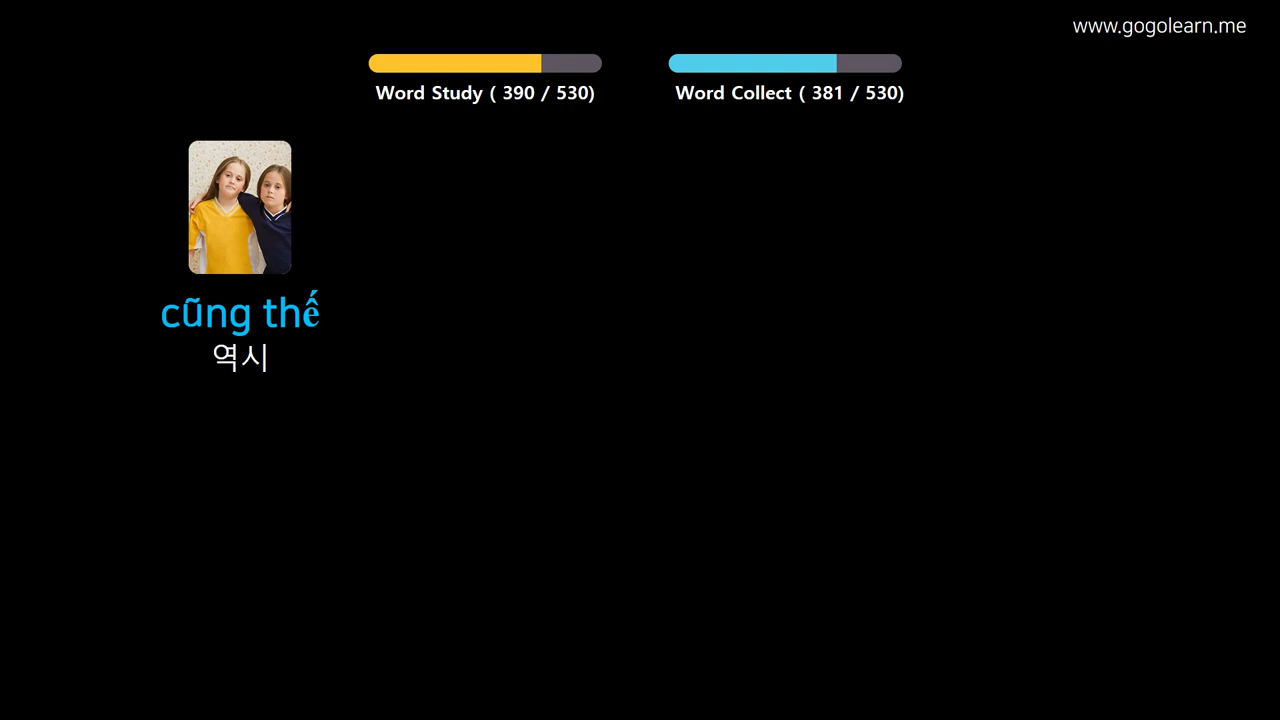 www.gogolearn.me
Word Study ( 390 / 530)
Word Collect ( 381 / 530)
cũng thế
역시